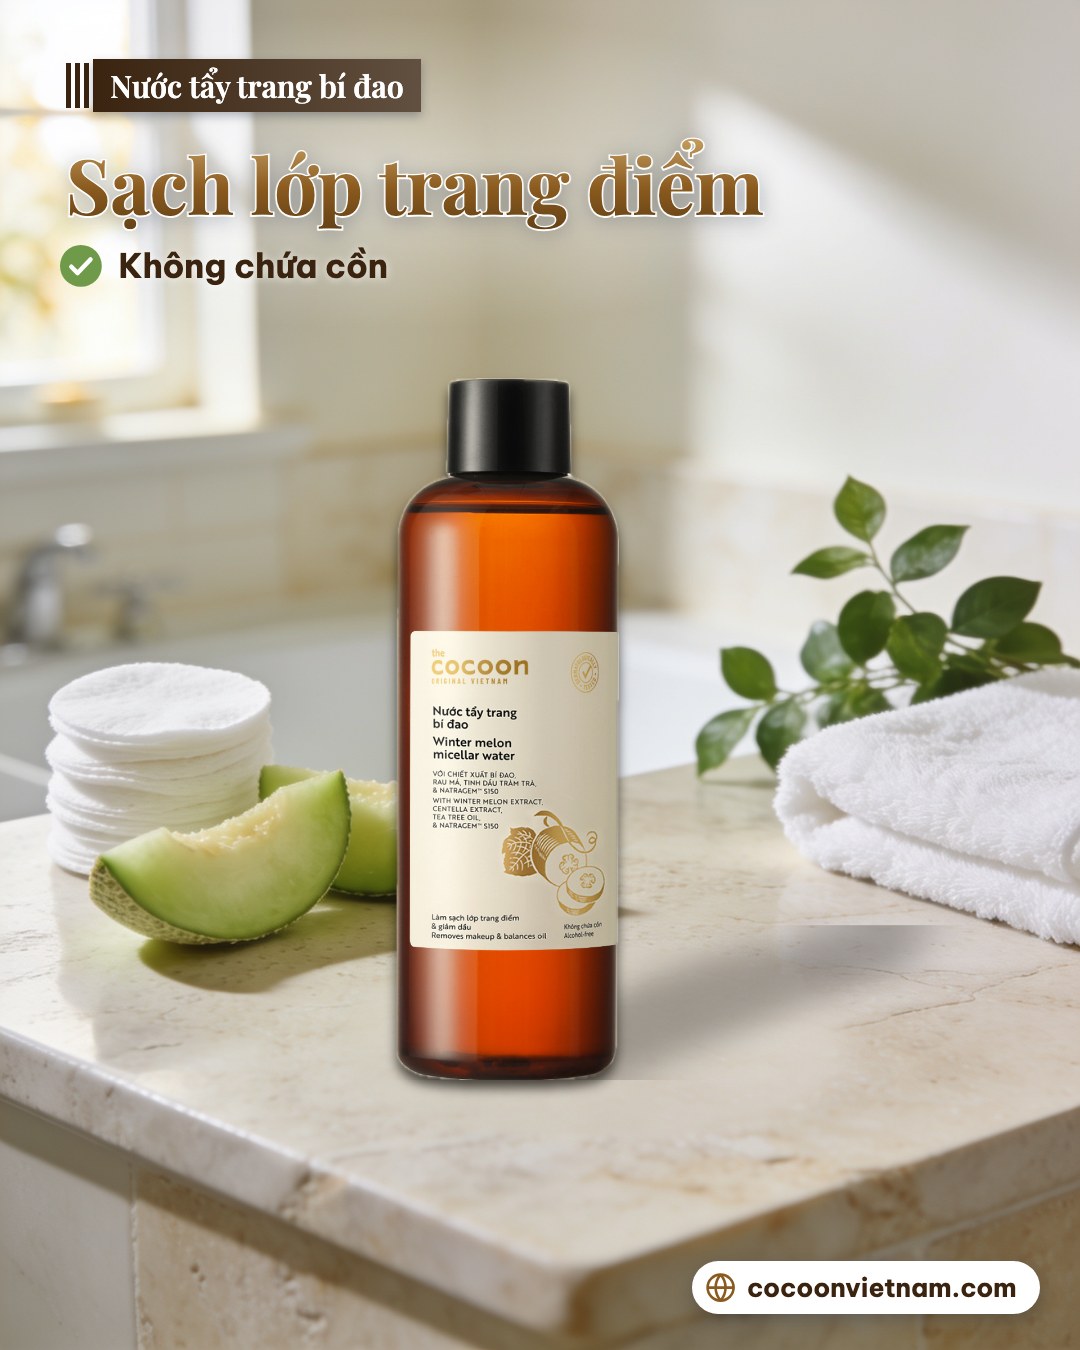 Nước tẩy trang bí đao
Sạch lớp trang điểm
Không chứa cồn
the
cocoon
ORIGINAL VIETNAM
Nước tẩy trang
bí đao
Winter melon
micellar water
VỚI CHIẾT XUẤT BÍ ĐAO,
RAU MÁ, TINH DẦU TRÀM TRÀ,
& NATRAGEM™ S150
WITH WINTER MELON EXTRACT,
CENTELLA EXTRACT,
TEA TREE OIL,
& NATRAGEM™ S150
Làm sạch lớp trang điểm
& giảm dầu
Removes makeup & balances oil
Không chứa cồn
Alcohol-free
cocoonvietnam.com